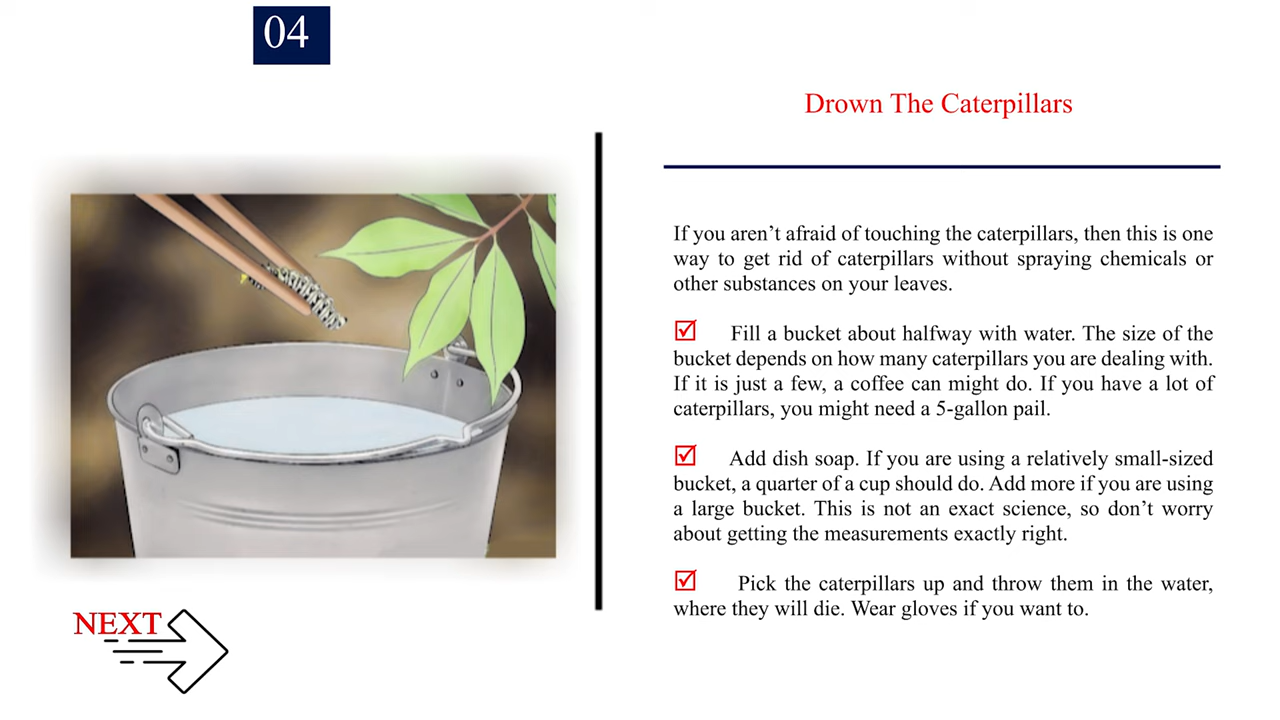 04
Drown The Caterpillars
If you aren’t afraid of touching the caterpillars, then this is one
way to get rid of caterpillars without spraying chemicals or
other substances on your leaves.
Fill a bucket about halfway with water. The size of the
bucket depends on how many caterpillars you are dealing with.
If it is just a few, a coffee can might do. If you have a lot of
caterpillars, you might need a 5-gallon pail.
Add dish soap. If you are using a relatively small-sized
bucket, a quarter of a cup should do. Add more if you are using
a large bucket. This is not an exact science, so don’t worry
about getting the measurements exactly right.
Pick the caterpillars up and throw them in the water,
where they will die. Wear gloves if you want to.
NEXT